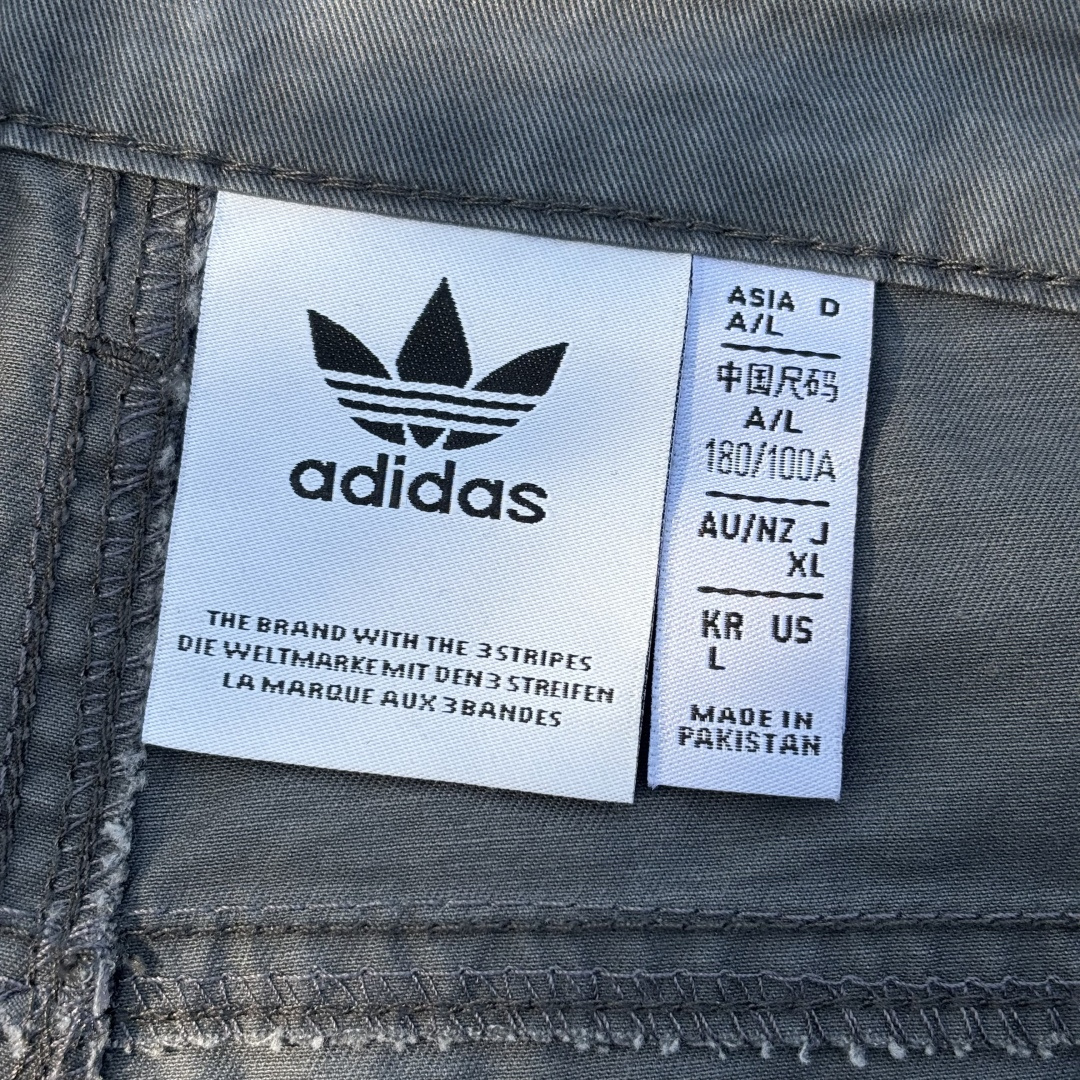 adidas
THE BRAND WITH THE 3 STRIPES
DIE WELTMARKE MIT DEN 3 STREIFEN
LA MARQUE AUX 3 BANDES
ASIA D
A/L
中国尺码
A/L
180/100A
AU/NZ J
XL
KR US
L
MADE IN
PAKISTAN